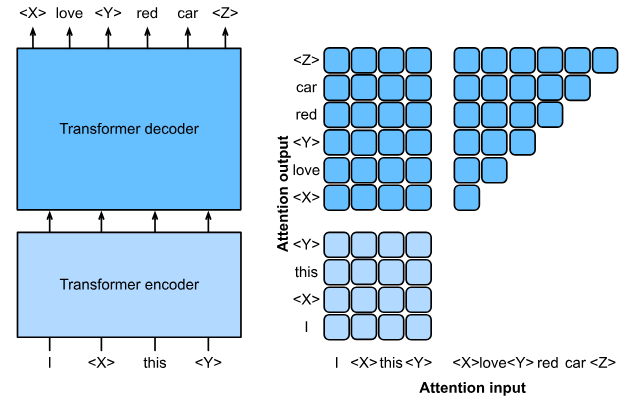 <X> love <Y> red car <Z>
Transformer decoder
Transformer encoder
I <X> this <Y>
Attention output
<Z>
car
red
<Y>
love
<X>
<Y>
this
<X>
I
I <X> this <Y> <X> love <Y> red car <Z>
Attention input